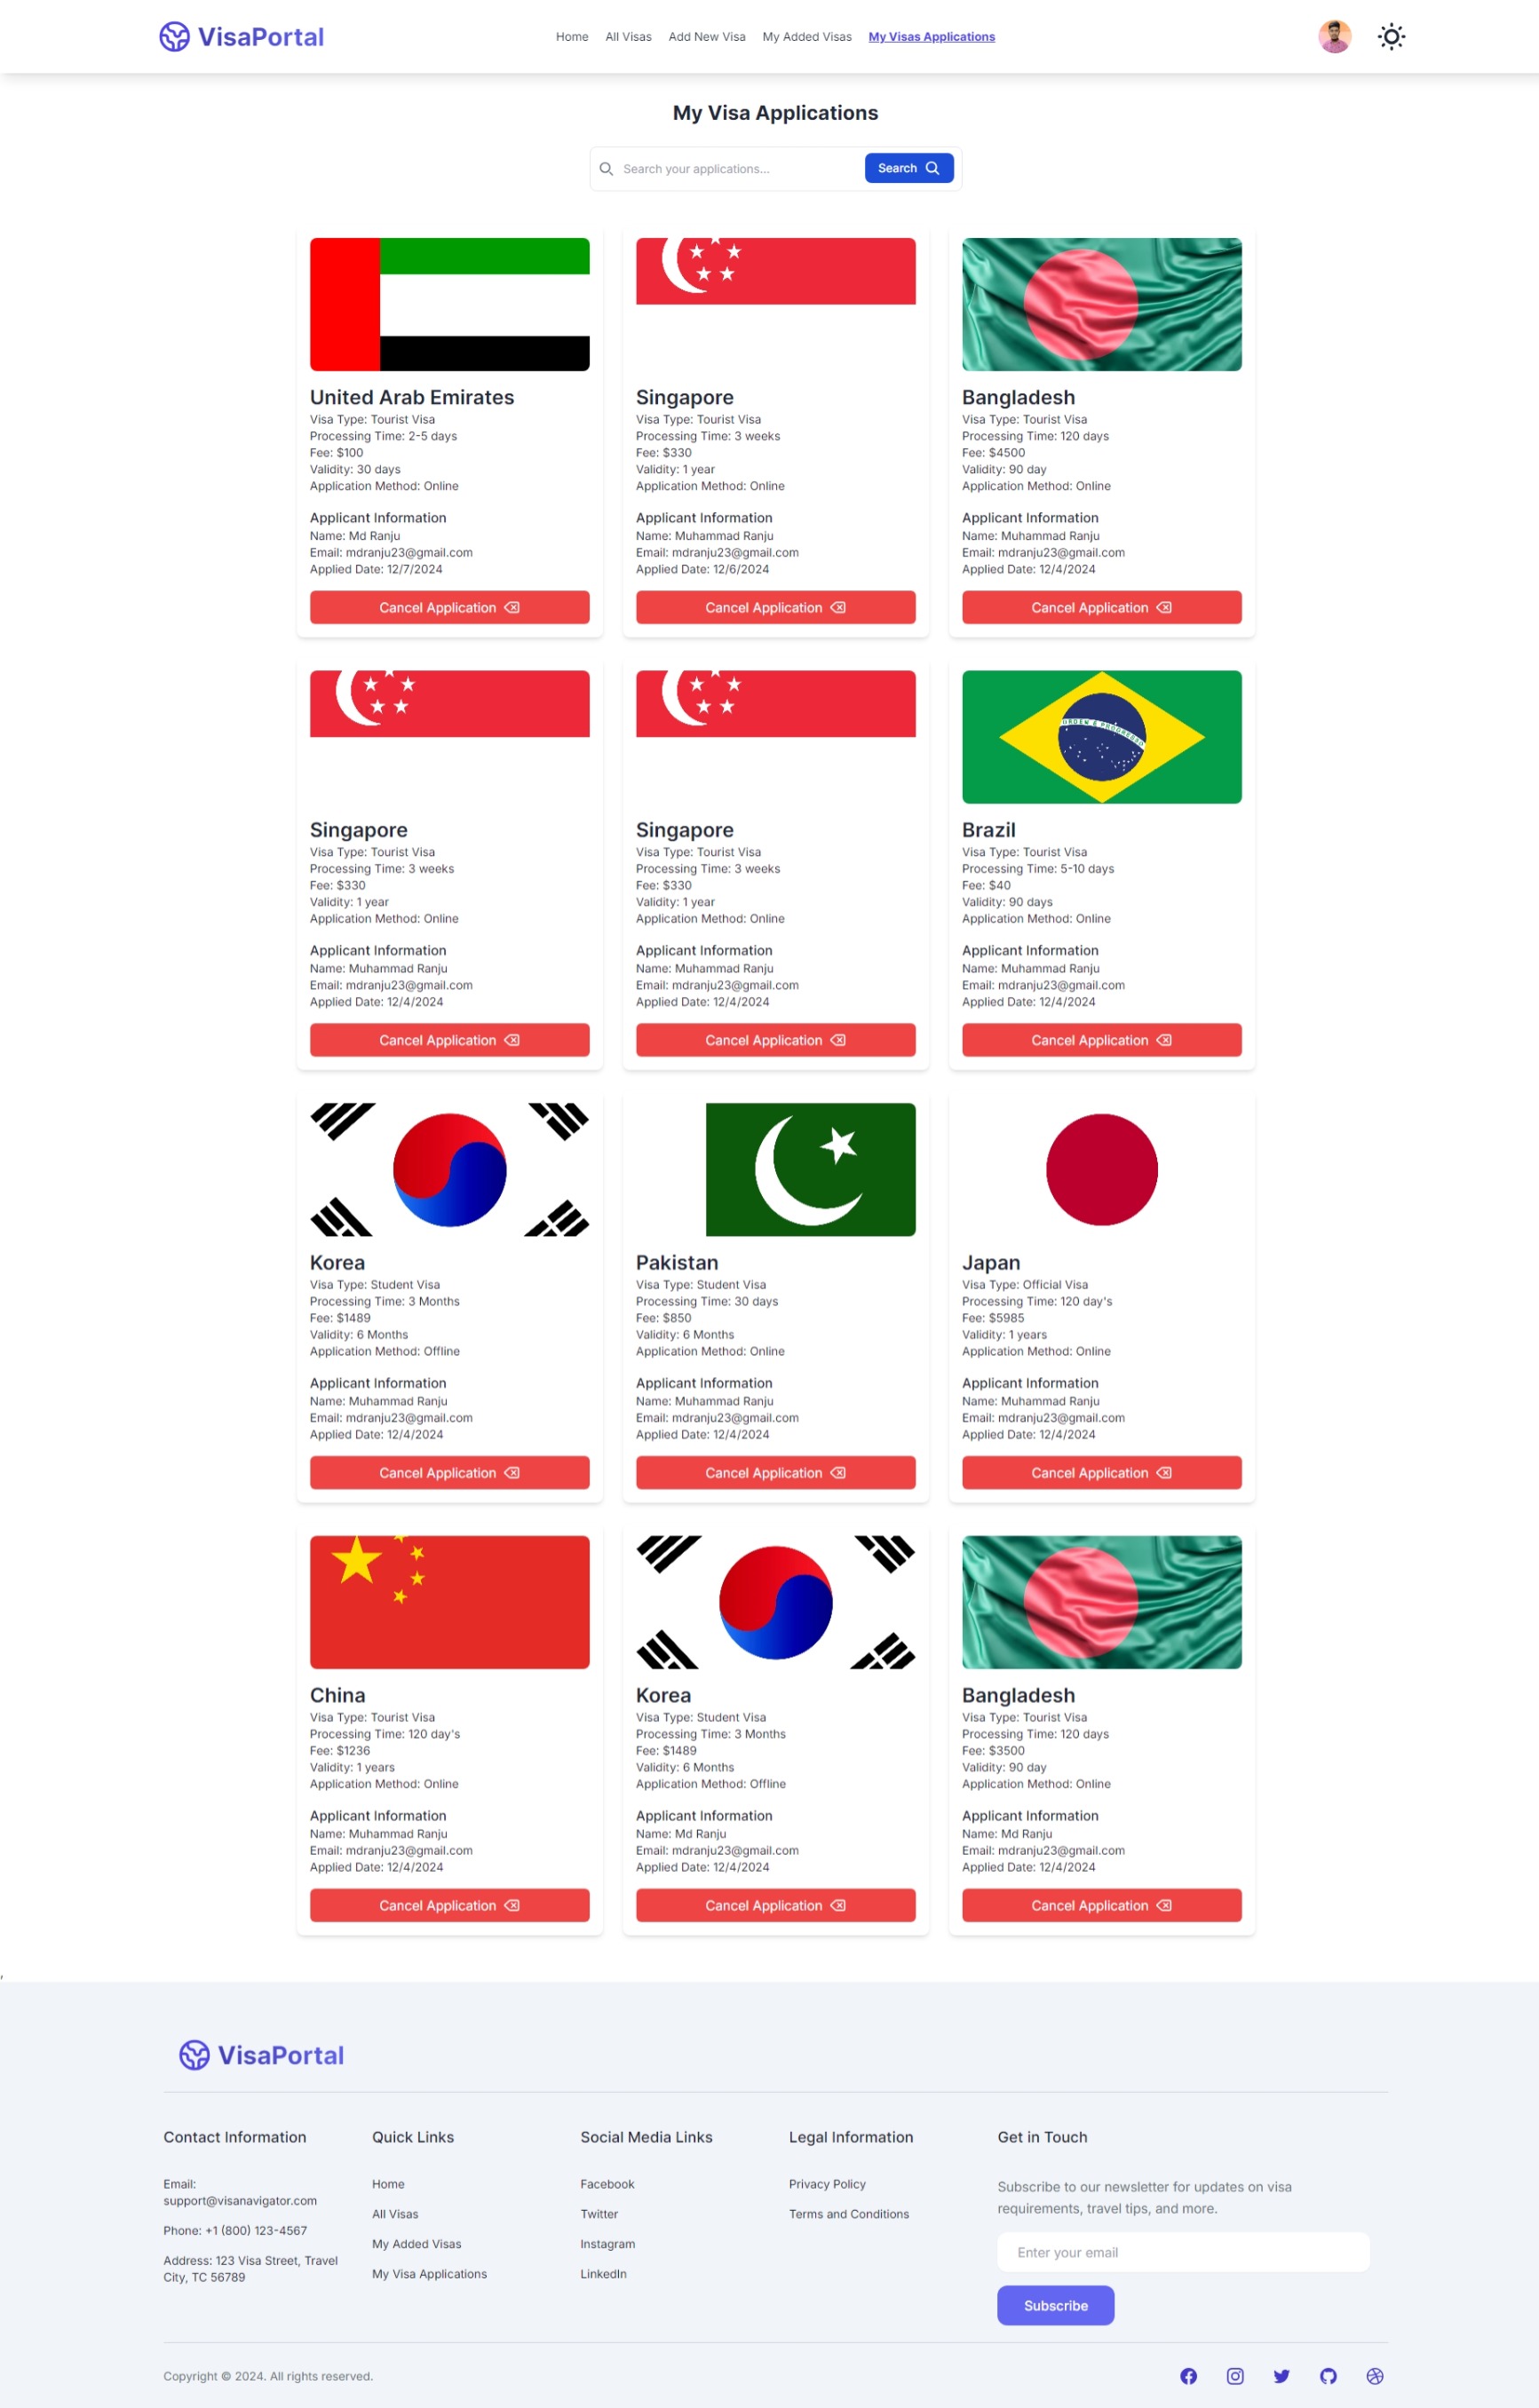 VisaPortal
Home
All Visas
Add New Visa
My Added Visas
My Visas Applications
My Visa Applications
Search your applications...
Search
United Arab Emirates
Visa Type: Tourist Visa
Processing Time: 2-5 days
Fee: $100
Validity: 30 days
Application Method: Online
Applicant Information
Name: Md Ranju
Email: mdranju23@gmail.com
Applied Date: 12/7/2024
Cancel Application
Singapore
Visa Type: Tourist Visa
Processing Time: 3 weeks
Fee: $330
Validity: 1 year
Application Method: Online
Applicant Information
Name: Muhammad Ranju
Email: mdranju23@gmail.com
Applied Date: 12/6/2024
Cancel Application
Bangladesh
Visa Type: Tourist Visa
Processing Time: 120 days
Fee: $4500
Validity: 90 day
Application Method: Online
Applicant Information
Name: Muhammad Ranju
Email: mdranju23@gmail.com
Applied Date: 12/4/2024
Cancel Application
Singapore
Visa Type: Tourist Visa
Processing Time: 3 weeks
Fee: $330
Validity: 1 year
Application Method: Online
Applicant Information
Name: Muhammad Ranju
Email: mdranju23@gmail.com
Applied Date: 12/4/2024
Cancel Application
Singapore
Visa Type: Tourist Visa
Processing Time: 3 weeks
Fee: $330
Validity: 1 year
Application Method: Online
Applicant Information
Name: Muhammad Ranju
Email: mdranju23@gmail.com
Applied Date: 12/4/2024
Cancel Application
ORDEM E PROGRESSO
Brazil
Visa Type: Tourist Visa
Processing Time: 5-10 days
Fee: $40
Validity: 90 days
Application Method: Online
Applicant Information
Name: Muhammad Ranju
Email: mdranju23@gmail.com
Applied Date: 12/4/2024
Cancel Application
Korea
Visa Type: Student Visa
Processing Time: 3 Months
Fee: $1489
Validity: 6 Months
Application Method: Offline
Applicant Information
Name: Muhammad Ranju
Email: mdranju23@gmail.com
Applied Date: 12/4/2024
Cancel Application
Pakistan
Visa Type: Student Visa
Processing Time: 30 days
Fee: $850
Validity: 6 Months
Application Method: Online
Applicant Information
Name: Muhammad Ranju
Email: mdranju23@gmail.com
Applied Date: 12/4/2024
Cancel Application
Japan
Visa Type: Official Visa
Processing Time: 120 day's
Fee: $5985
Validity: 1 years
Application Method: Online
Applicant Information
Name: Muhammad Ranju
Email: mdranju23@gmail.com
Applied Date: 12/4/2024
Cancel Application
China
Visa Type: Tourist Visa
Processing Time: 120 day's
Fee: $1236
Validity: 1 years
Application Method: Online
Applicant Information
Name: Muhammad Ranju
Email: mdranju23@gmail.com
Applied Date: 12/4/2024
Cancel Application
Korea
Visa Type: Student Visa
Processing Time: 3 Months
Fee: $1489
Validity: 6 Months
Application Method: Offline
Applicant Information
Name: Md Ranju
Email: mdranju23@gmail.com
Applied Date: 12/4/2024
Cancel Application
Bangladesh
Visa Type: Tourist Visa
Processing Time: 120 days
Fee: $3500
Validity: 90 day
Application Method: Online
Applicant Information
Name: Md Ranju
Email: mdranju23@gmail.com
Applied Date: 12/4/2024
Cancel Application
,
VisaPortal
Contact Information
Email:
support@visanavigator.com
Phone: +1 (800) 123-4567
Address: 123 Visa Street, Travel
City, TC 56789
Quick Links
Home
All Visas
My Added Visas
My Visa Applications
Social Media Links
Facebook
Twitter
Instagram
LinkedIn
Legal Information
Privacy Policy
Terms and Conditions
Get in Touch
Subscribe to our newsletter for updates on visa
requirements, travel tips, and more.
Enter your email
Subscribe
Copyright © 2024. All rights reserved.